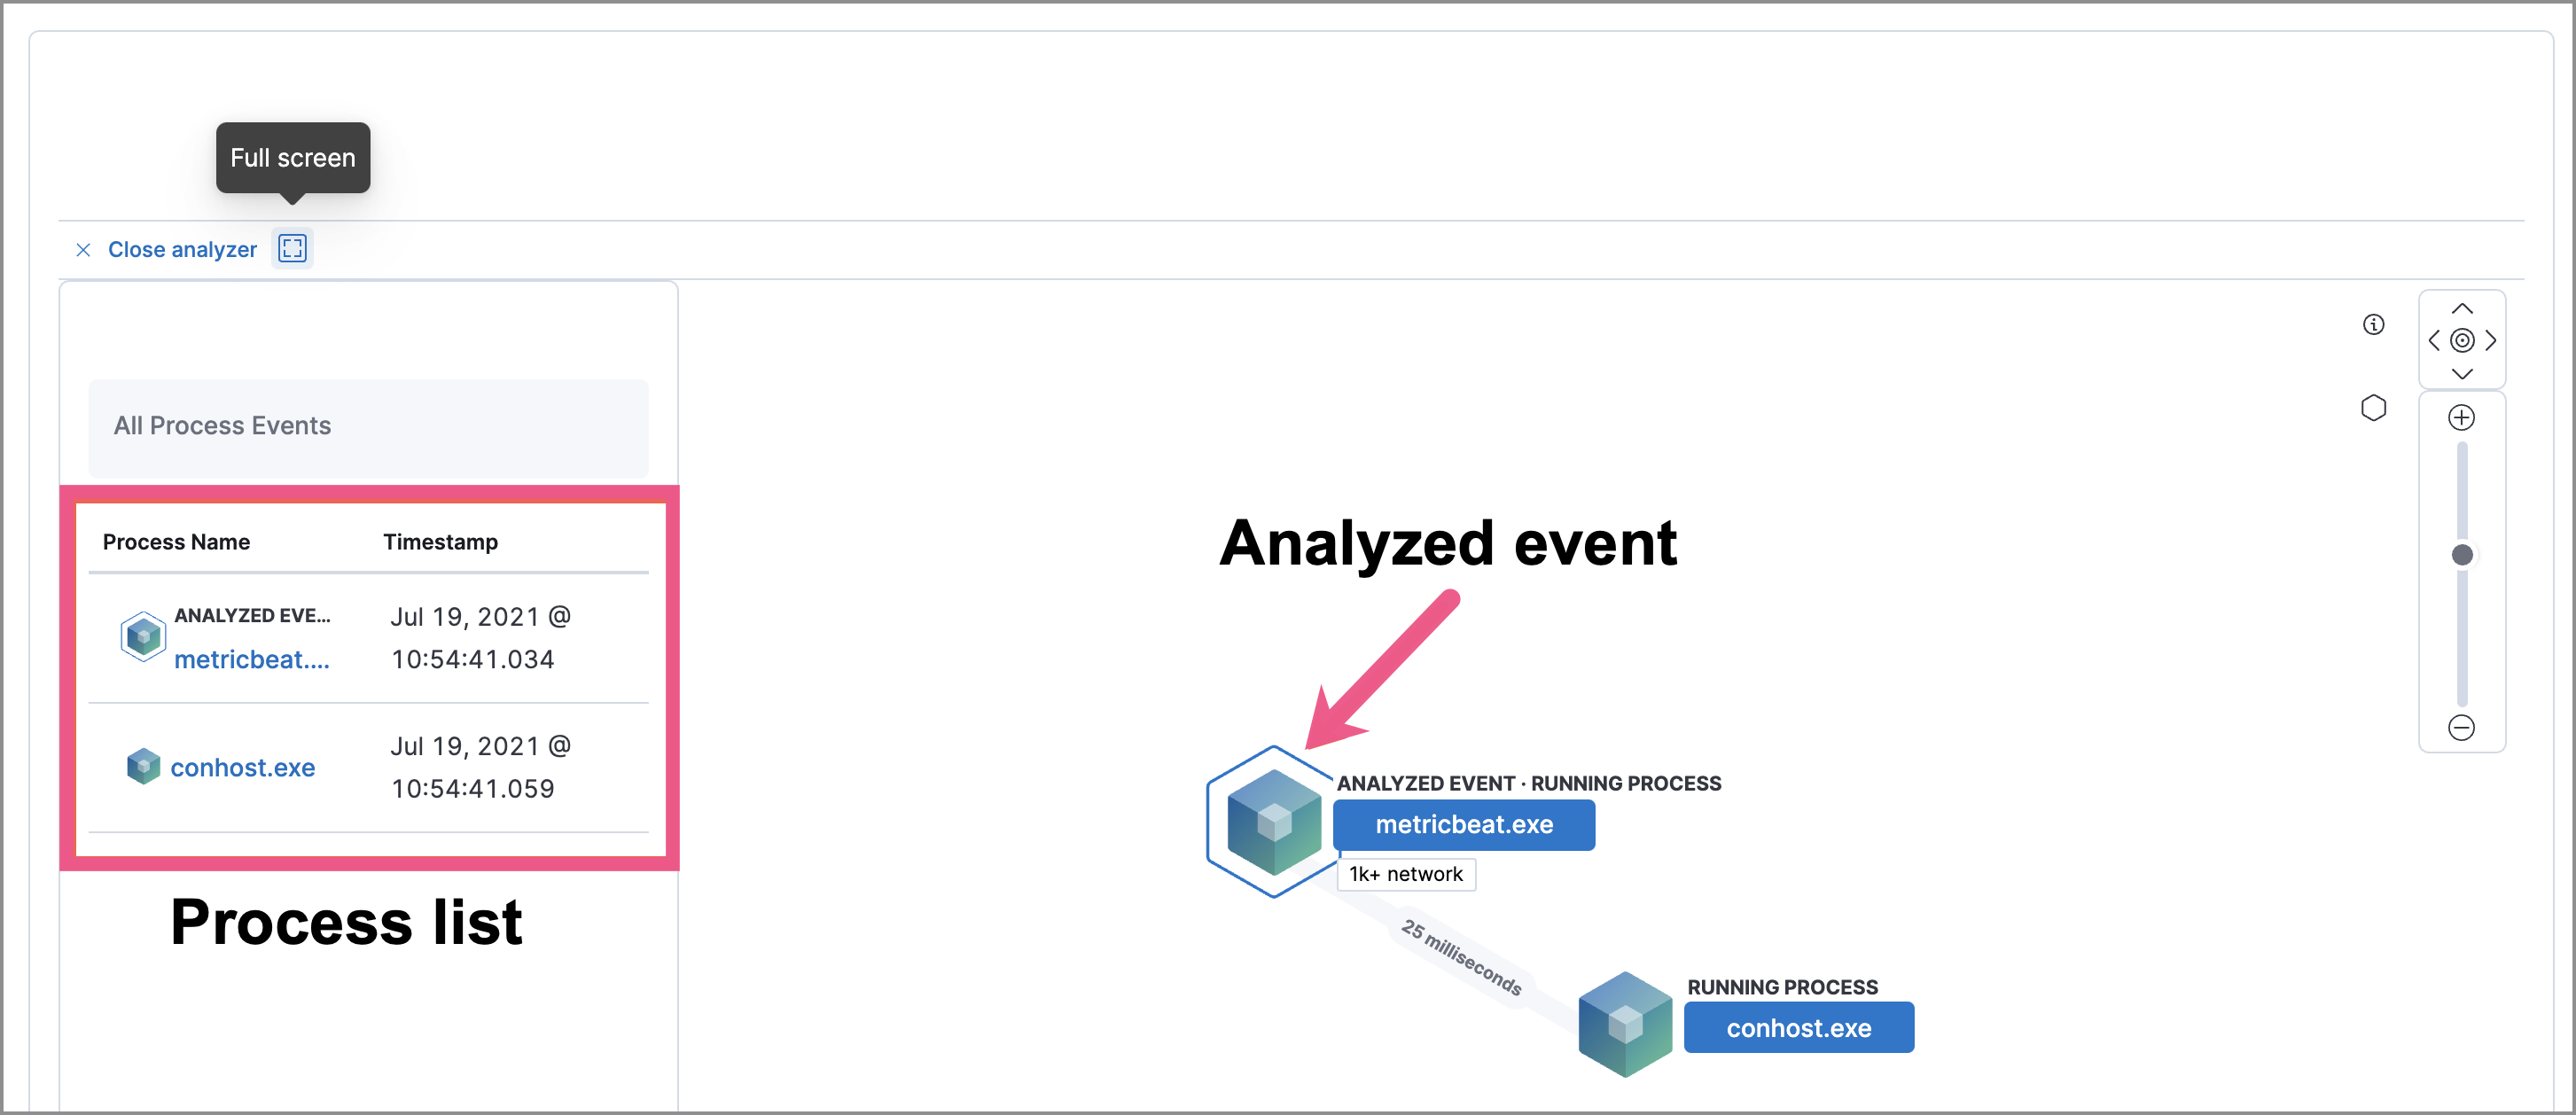 Full screen
Close analyzer
All Process Events
Process Name Timestamp
ANALYZED EVE...
metricbeat....
Jul 19, 2021 @
10:54:41.034
conhost.exe
Jul 19, 2021 @
10:54:41.059
Process list
Analyzed event
ANALYZED EVENT · RUNNING PROCESS
metricbeat.exe
1k+ network
25 milliseconds
RUNNING PROCESS
conhost.exe